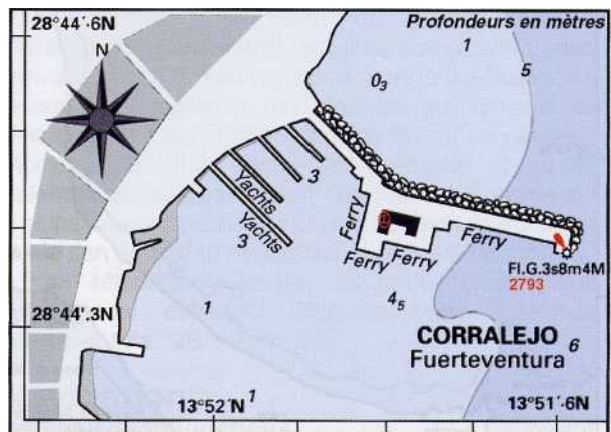 28°44´·6N
Profondeurs en mètres
N
1
5
0₃
3
Yachts
Yachts
3
Ferry
Ferry
Ferry
Ferry
Fl.G.3s8m4M
2793
28°44´.3N
1
4₅
CORRALEJO
Fuerteventura
6
13°52´N
1
13°51´·6N